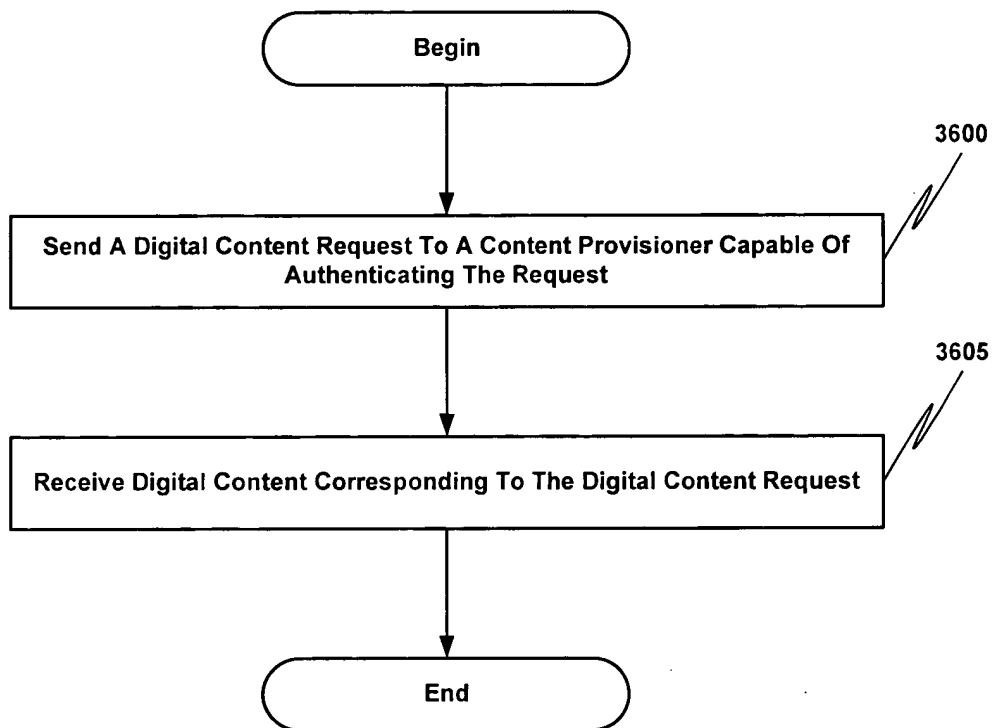 Begin
3600
Send A Digital Content Request To A Content Provisioner Capable Of
Authenticating The Request
3605
Receive Digital Content Corresponding To The Digital Content Request
End